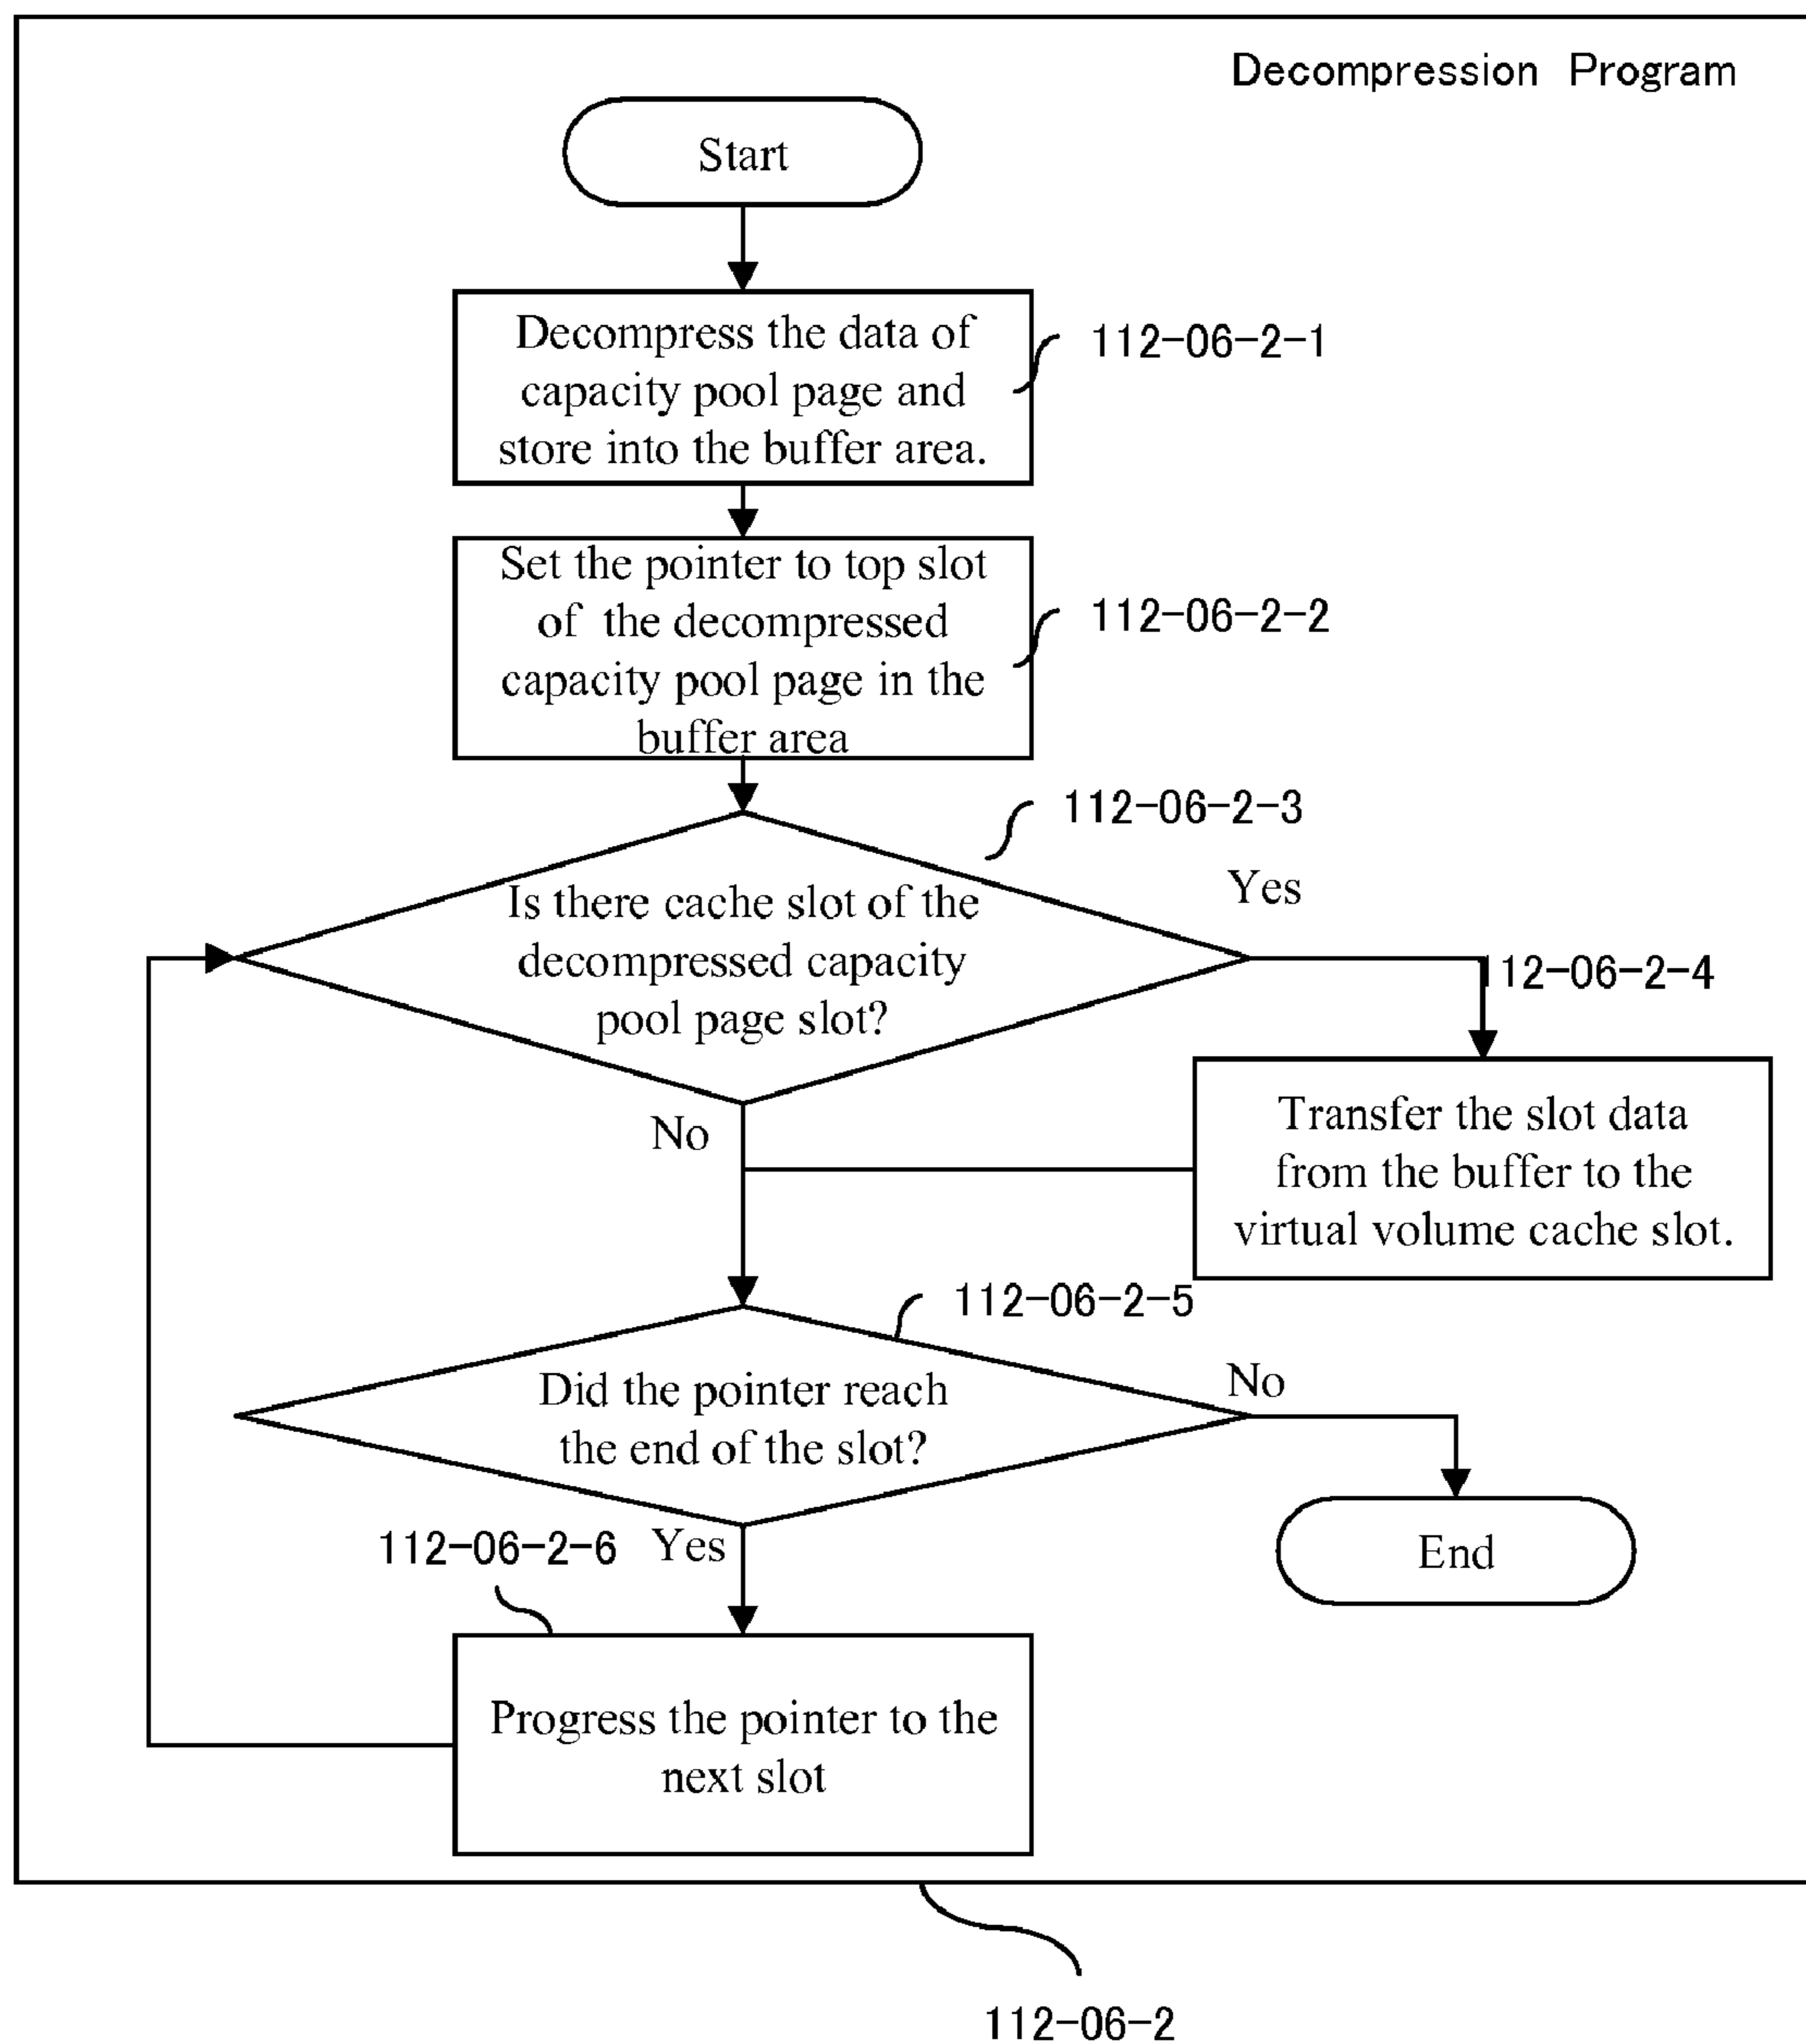 Decompression Program
Start
Decompress the data of
capacity pool page and
store into the buffer area.
112-06-2-1
Set the pointer to top slot
of the decompressed
capacity pool page in the
buffer area
112-06-2-2
112-06-2-3
Is there cache slot of the
decompressed capacity
pool page slot?
Yes
112-06-2-4
No
Transfer the slot data
from the buffer to the
virtual volume cache slot.
112-06-2-5
Did the pointer reach
the end of the slot?
No
End
112-06-2-6
Yes
Progress the pointer to the
next slot
112-06-2